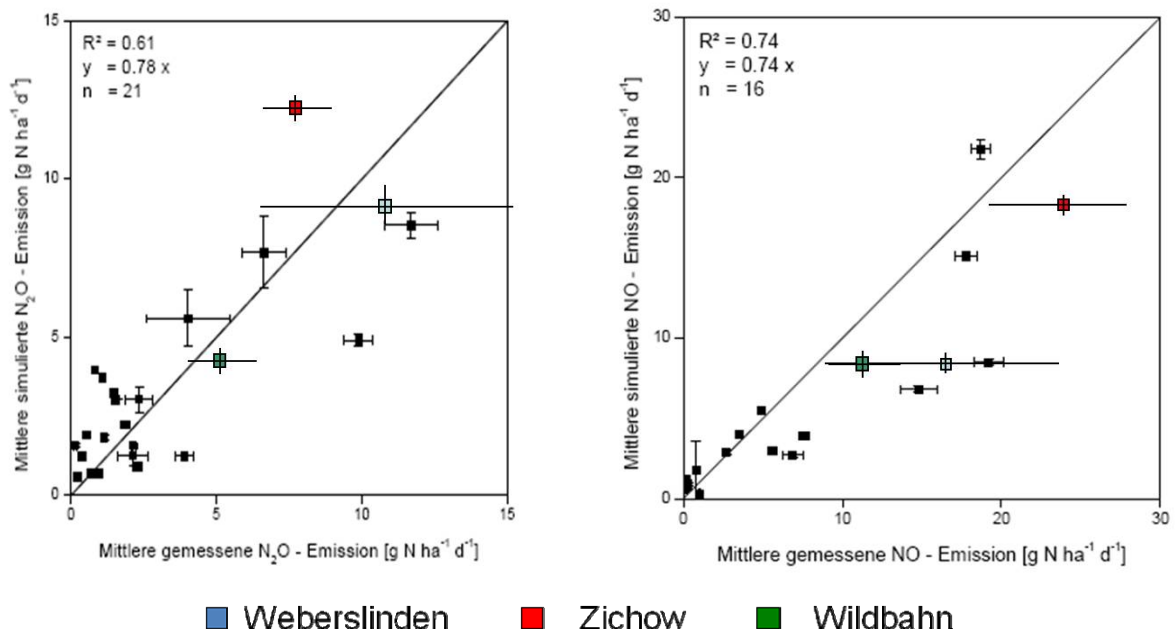 15
R² = 0.61
y = 0.78 x
n = 21
10
5
0
0 5 10 15
Mittlere simulierte N₂O - Emission [g N ha⁻¹ d⁻¹]
Mittlere gemessene N₂O - Emission [g N ha⁻¹ d⁻¹]
30
R² = 0.74
y = 0.74 x
n = 16
20
10
0
0 10 20 30
Mittlere simulierte NO - Emission [g N ha⁻¹ d⁻¹]
Mittlere gemessene NO - Emission [g N ha⁻¹ d⁻¹]
Weberslinden Zichow Wildbahn